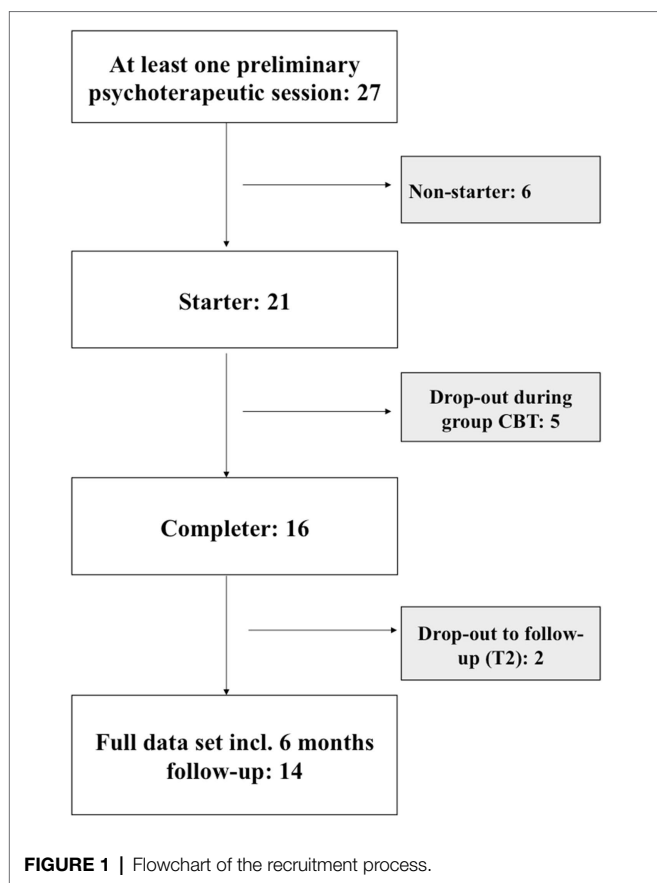 At least one preliminary
psychoterapeutic session: 27
Non-starter: 6
Starter: 21
Drop-out during
group CBT: 5
Completer: 16
Drop-out to follow-
up (T2): 2
Full data set incl. 6 months
follow-up: 14
FIGURE 1 | Flowchart of the recruitment process.